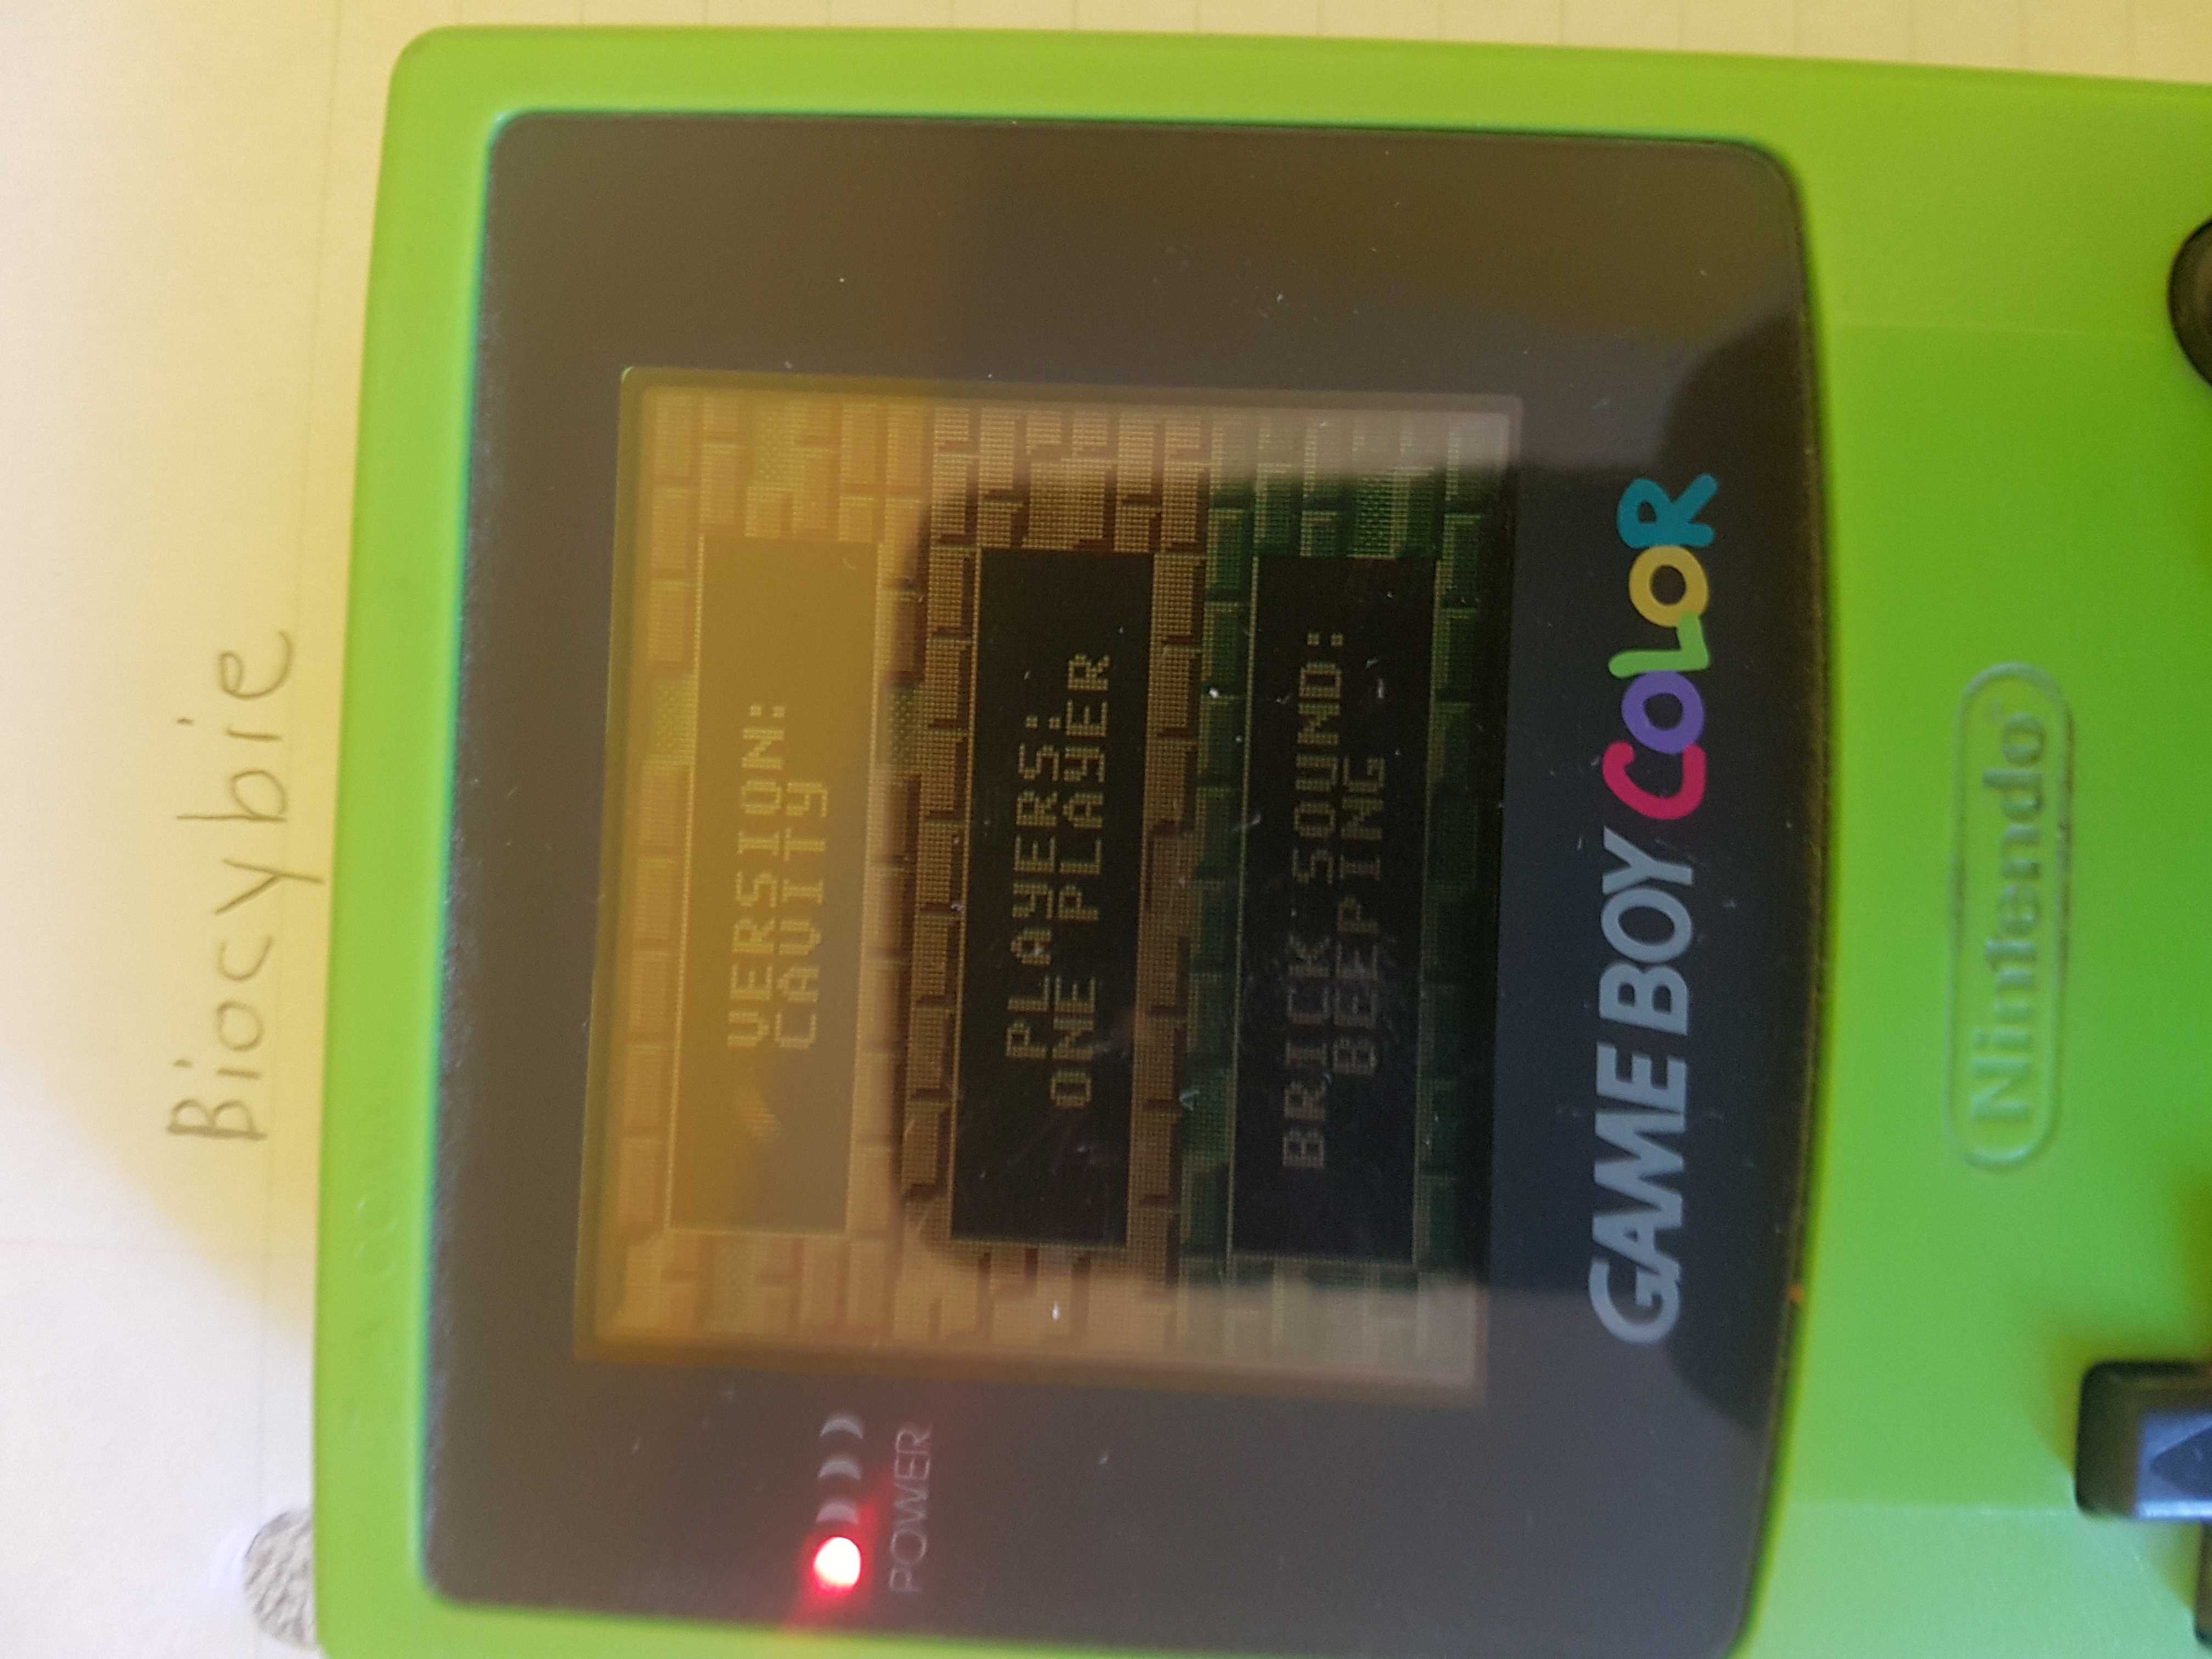 Biocybie
VERSION:
CAVITY
PLAYERS:
ONE PLAYER
BRICK SOUND:
BEEPING
POWER
GAME BOY COLOR
Nintendo